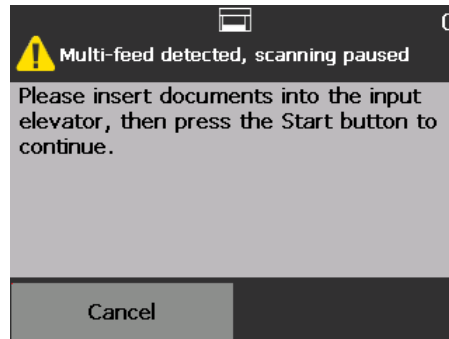 Multi-feed detected, scanning paused
Please insert documents into the input
elevator, then press the Start button to
continue.
Cancel